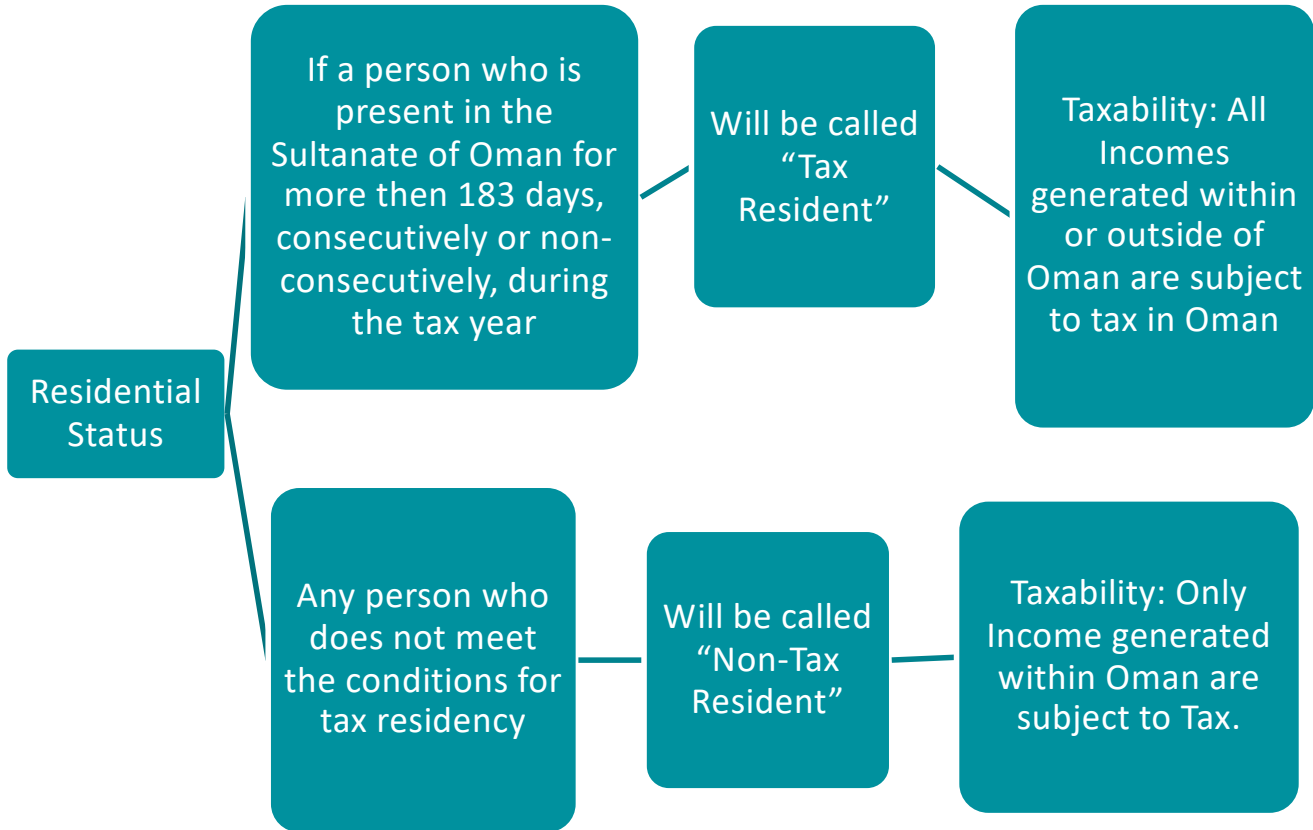 Residential
Status
If a person who is
present in the
Sultanate of Oman for
more then 183 days,
consecutively or non-
consecutively, during
the tax year
Will be called
“Tax
Resident”
Taxability: All
Incomes
generated within
or outside of
Oman are subject
to tax in Oman
Any person who
does not meet
the conditions for
tax residency
Will be called
“Non-Tax
Resident”
Taxability: Only
Income generated
within Oman are
subject to Tax.